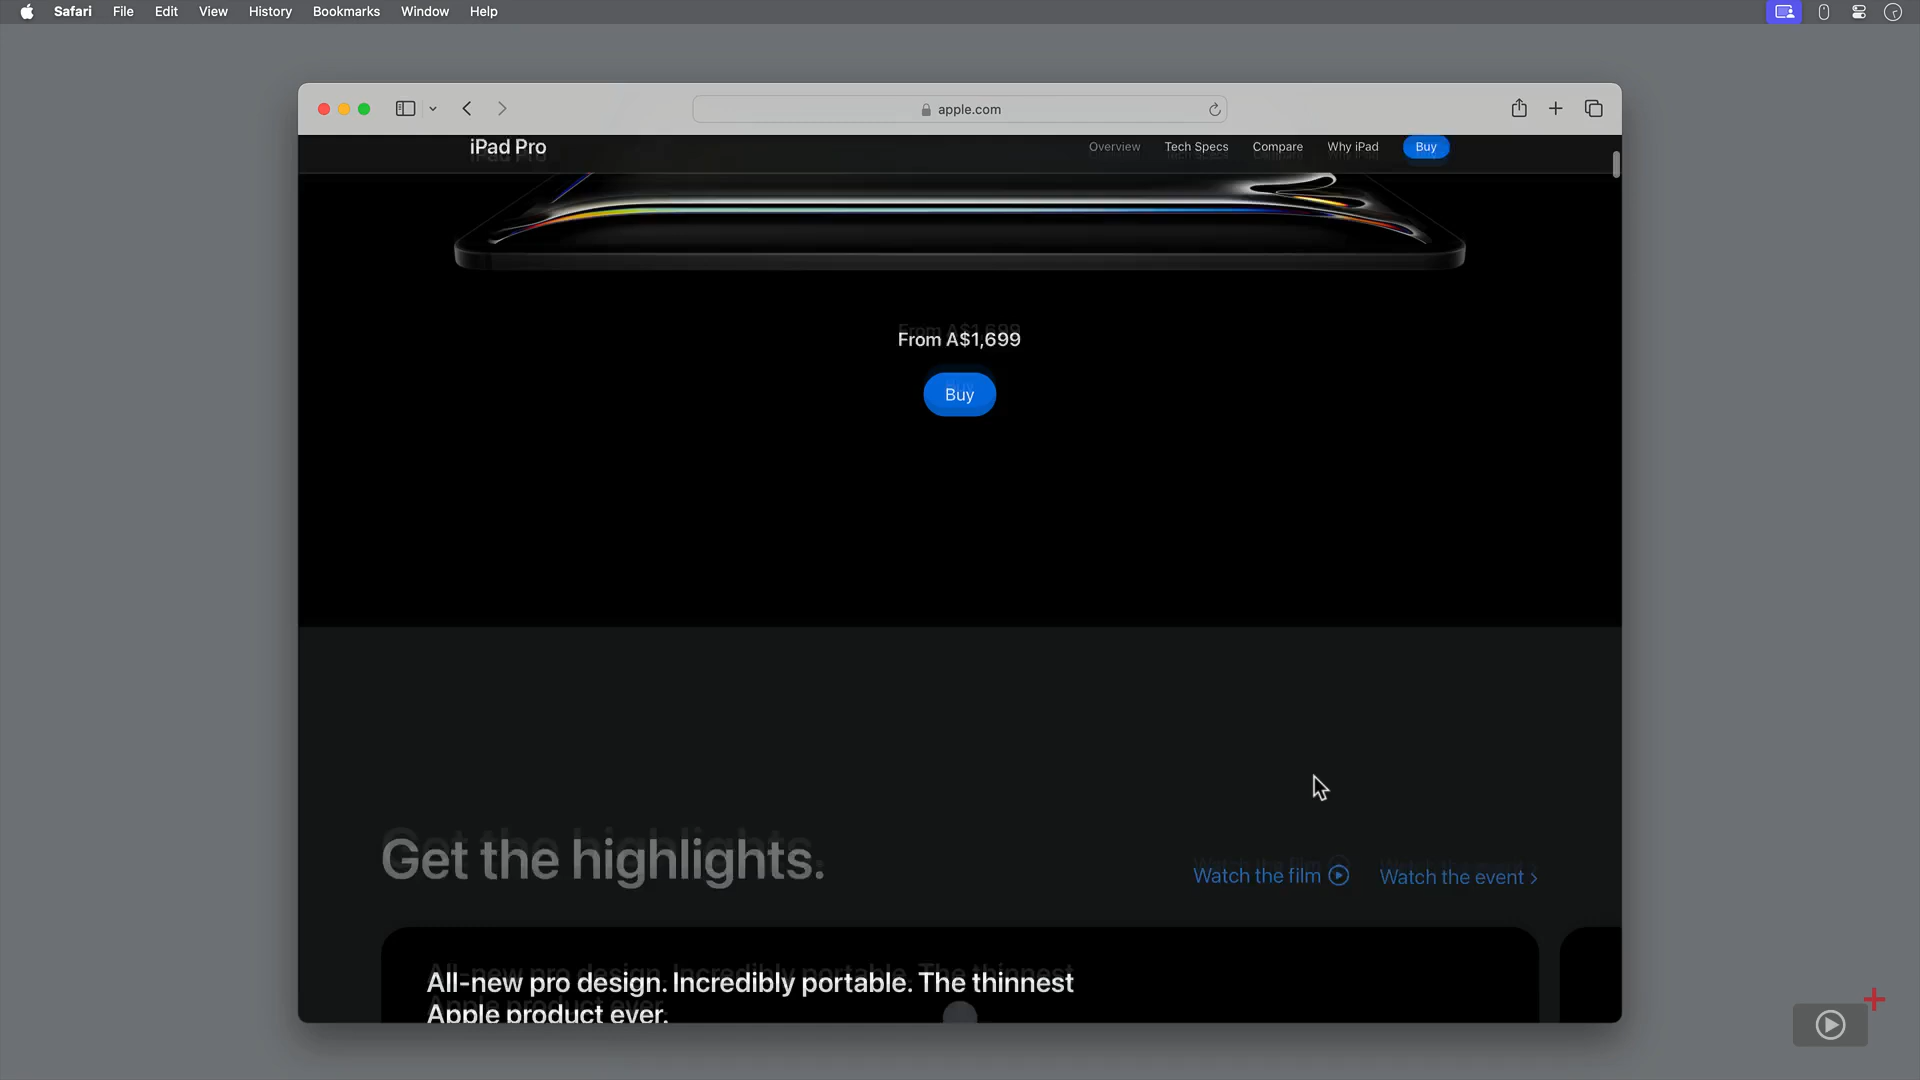 Safari File Edit View History Bookmarks Window Help
apple.com
iPad Pro
Overview Tech Specs Compare Why iPad Buy
From A$1,699
Buy
Get the highlights.
Watch the film Watch the event >
All-new pro design. Incredibly portable. The thinnest
Apple product ever.